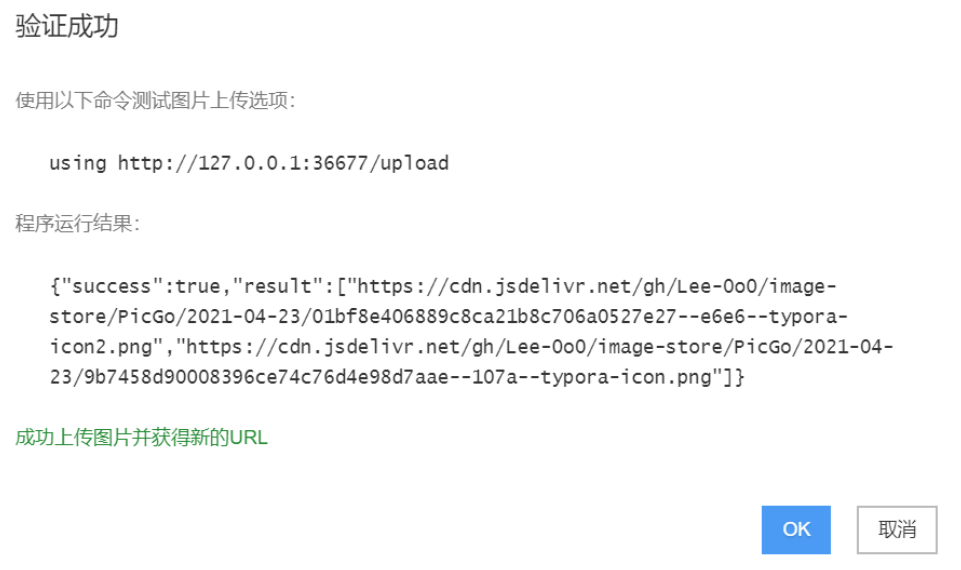 验证成功
使用以下命令测试图片上传选项：
using http://127.0.0.1:36677/upload
程序运行结果：
{"success":true,"result":["https://cdn.jsdelivr.net/gh/Lee-0o0/image-
store/PicGo/2021-04-23/01bf8e406889c8ca21b8c706a0527e27--e6e6--typora-
icon2.png","https://cdn.jsdelivr.net/gh/Lee-0o0/image-store/PicGo/2021-04-
23/9b7458d90008396ce74c76d4e98d7aae--107a--typora-icon.png"]}
成功上传图片并获得新的URL
OK 取消